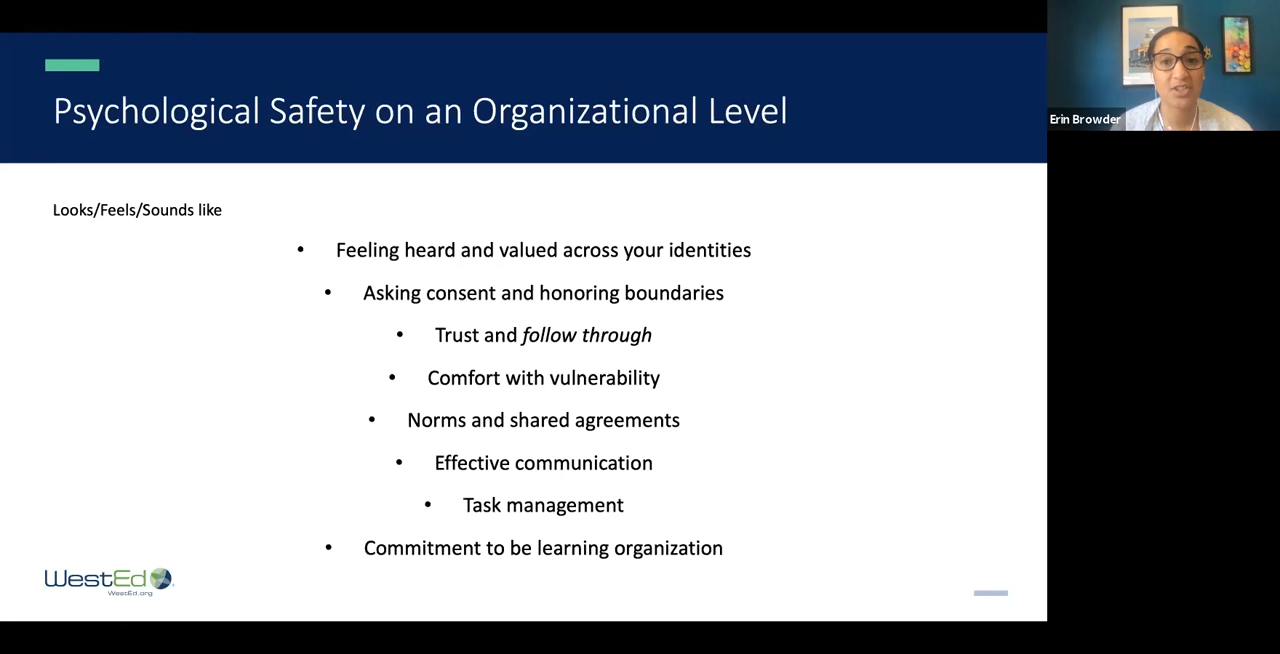 Psychological Safety on an Organizational Level
Erin Browder
Looks/Feels/Sounds like
• Feeling heard and valued across your identities
• Asking consent and honoring boundaries
• Trust and follow through
• Comfort with vulnerability
• Norms and shared agreements
• Effective communication
• Task management
• Commitment to be learning organization
WestEd
WestEd.org